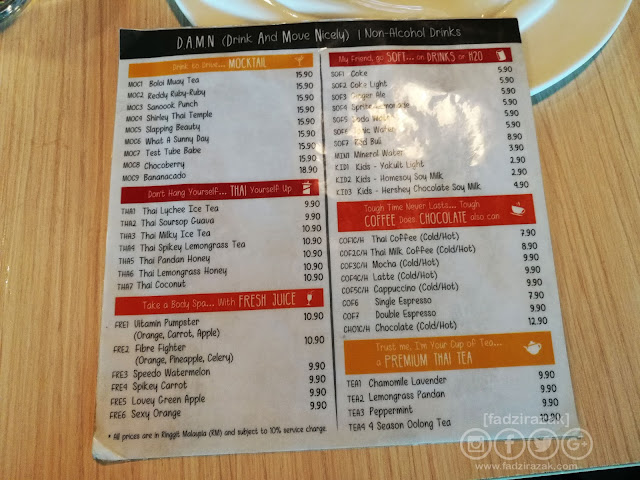 DAMN (Drink And Move Nicely) | Non-Alcohol Drinks
Drink to Drive... MOCKTAIL
MOC1 Boloi Muay Tea 15.90
MOC2 Reddy Ruby-Ruby 15.90
MOC3 Sanoook Punch 15.90
MOC4 Shirley Thai Temple 15.90
MOC5 Slapping Beauty 15.90
MOC6 What A Sunny Day 15.90
MOC7 Test Tube Babe 15.90
MOC8 Chocoberry 15.90
MOC9 Bananacado 18.90
Don't Hang Yourself... THAI Yourself Up
THA1 Thai Lychee Ice Tea 9.90
THA2 Thai Soursop Guava 9.90
THA3 Thai Milky Ice Tea 10.90
THA4 Thai Spikey Lemongrass Tea 10.90
THA5 Thai Pandan Honey 10.90
THA6 Thai Lemongrass Honey 10.90
THA7 Thai Coconut 10.90
Take a Body Spa... With FRESH JUICE
FRE1 Vitamin Pumpster 10.90
(Orange, Carrot, Apple)
FRE2 Fibre Fighter 10.90
(Orange, Pineapple, Celery)
FRE3 Speedo Watermelon 9.90
FRE4 Spikey Carrot 9.90
FRE5 Lovey Green Apple 9.90
FRE6 Sexy Orange 9.90
* All prices are in Ringgit Malaysia (RM) and subject to 10% service charge.
My Friend, go SOFT... on DRINKS or H2O
SOF1 Coke 5.90
SOF2 Coke Light 5.90
SOF3 Ginger Ale 5.90
SOF4 Sprite 5.90
SOF5 Soda 5.90
SOF6
SOF7 Red Bull 8.90
MIN1 Mineral Water 3.90
KID1 Kids - Yakult Light 2.90
KID2 Kids - Homesoy Soy Milk 2.90
KID3 Kids - Hershey Chocolate Soy Milk 4.90
Tough Time Never Lasts... Tough
COFFEE Does. CHOCOLATE also can
COF1C/H Thai Coffee (Cold/Hot) 7.90
COF2C/H Thai Milk Coffee (Cold/Hot) 8.90
COF3C/H Mocha (Cold/Hot) 9.90
COF4C/H Latte (Cold/Hot) 9.90
COF5C/H Cappuccino (Cold/Hot) 9.90
COF6 Single Espresso 7.90
COF7 Double Espresso 9.90
CHO1C/H Chocolate (Cold/Hot) 12.90
Trust me, I'm Your Cup of Tea...
a PREMIUM THAI TEA
TEA1 Chamomile Lavender 9.90
TEA2 Lemongrass Pandan 9.90
TEA3 Peppermint 9.90
TEA4 4 Season Oolong Tea 10.90
[fadzirazak]
www.fadzirazak.com